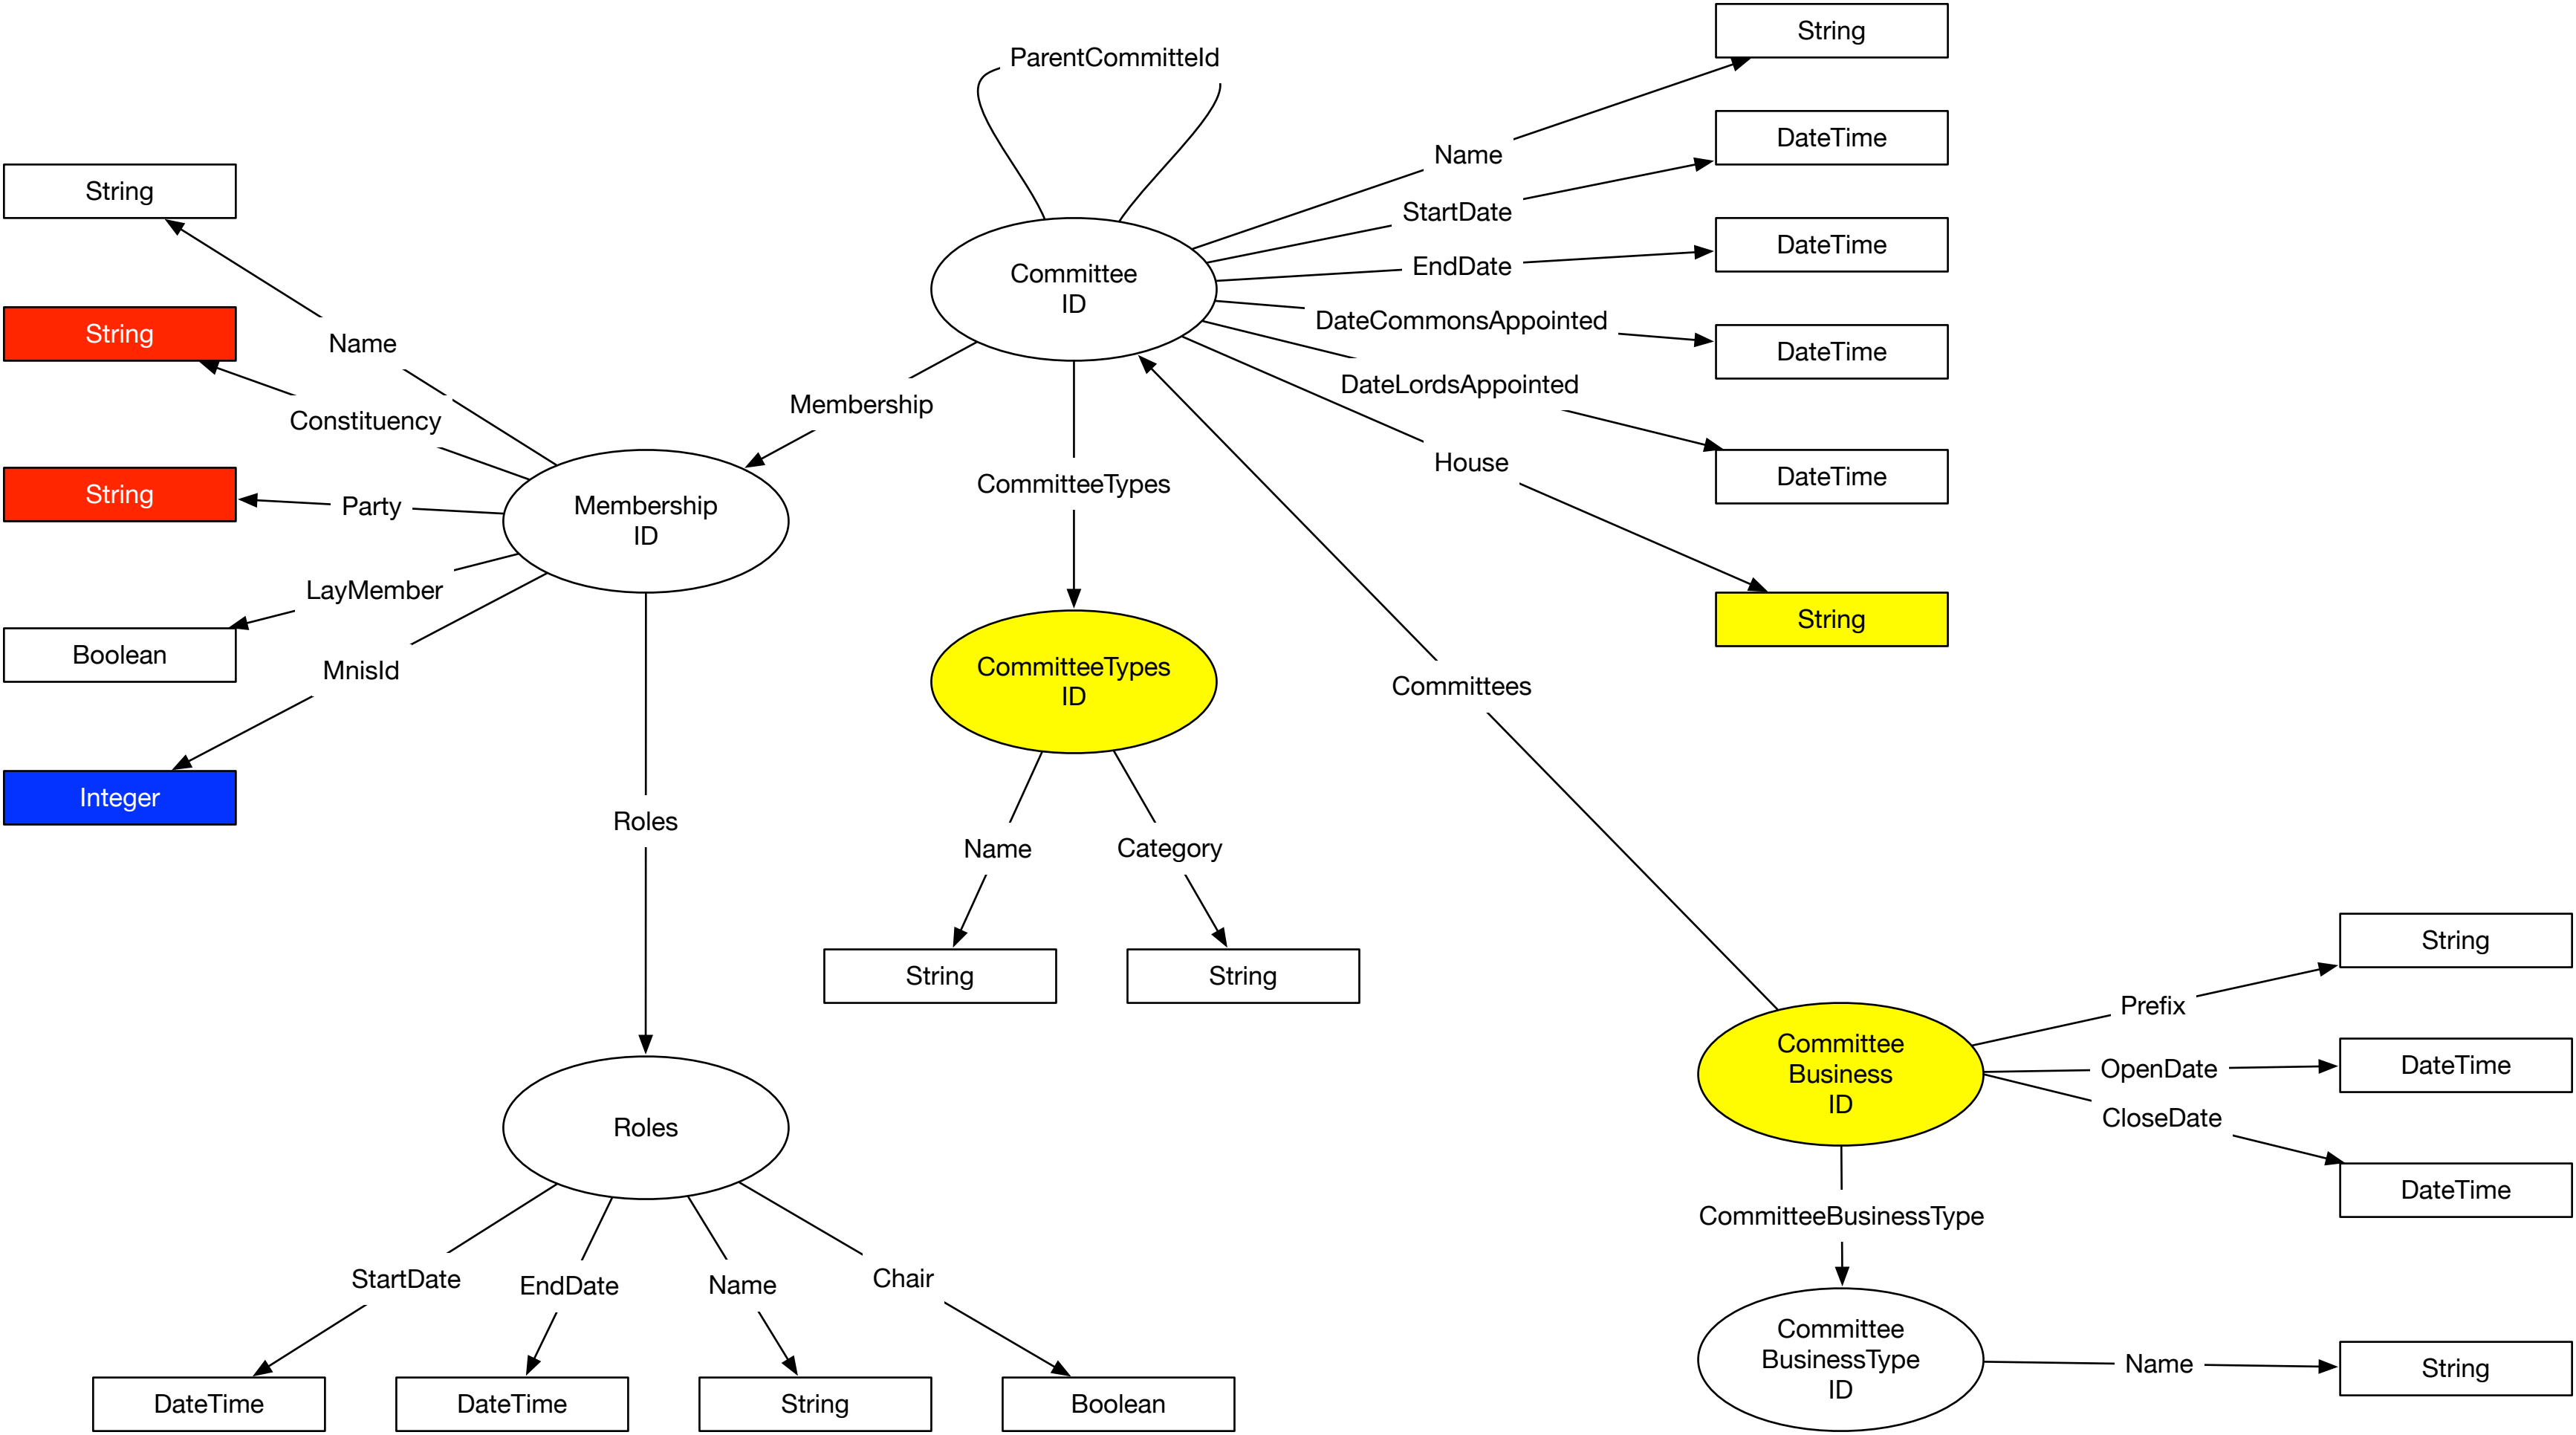 ParentCommitteId
String
Name
DateTime
StartDate
DateTime
EndDate
DateCommonsAppointed
DateTime
DateLordsAppointed
DateTime
House
String
Committee
ID
String
Name
String
Constituency
String
Party
LayMember
Boolean
MnisId
Integer
Membership
Membership
ID
CommitteeTypes
CommitteeTypes
ID
Committees
Name
Category
String
String
Roles
Roles
StartDate
EndDate
Name
Chair
DateTime
DateTime
String
Boolean
Committee
Business
ID
Prefix
String
OpenDate
DateTime
CloseDate
DateTime
CommitteeBusinessType
Committee
BusinessType
ID
Name
String